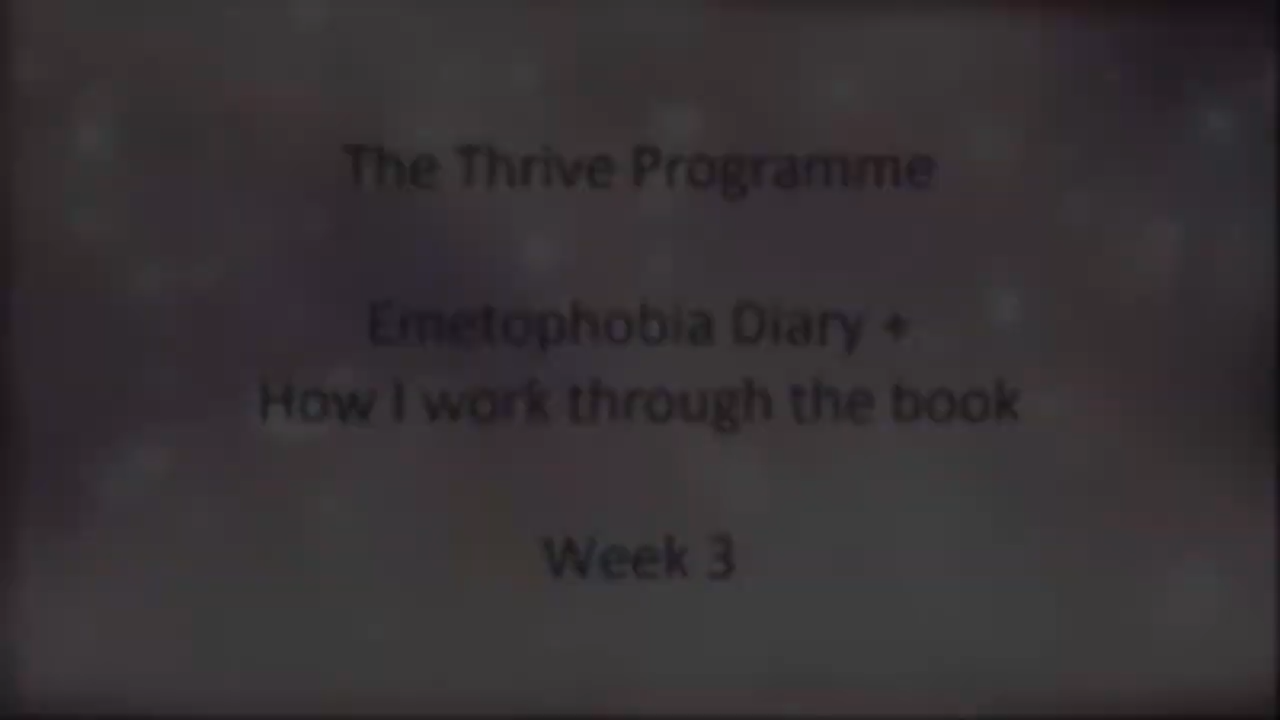 The Thrive Programme
Emetophobia Diary +
How I work through the book
Week 3